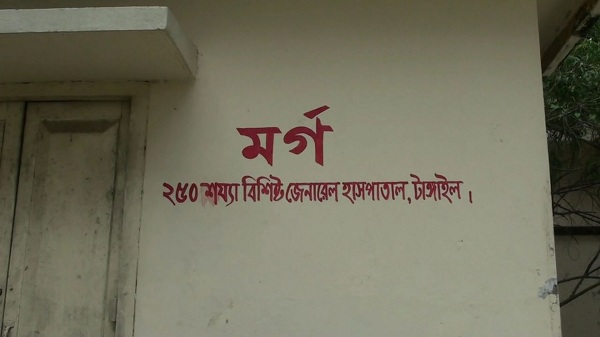 মর্গ
২৫০ শয্যা বিশিষ্ট জেনারেল হাসপাতাল, টাঙ্গাইল ।